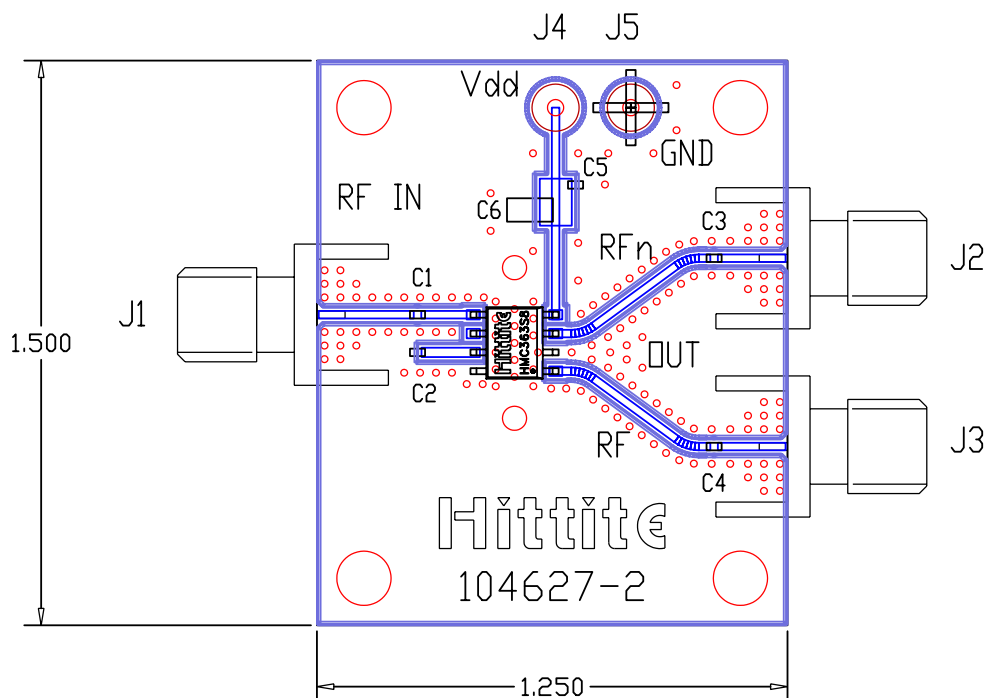 J4 J5
Vdd
GND
C5
RF IN
C6
C3
RFn
J2
C1
J1
1.500
Hittite
HMC363S8
OUT
C2
RF
J3
C4
Hittite
104627-2
1.250